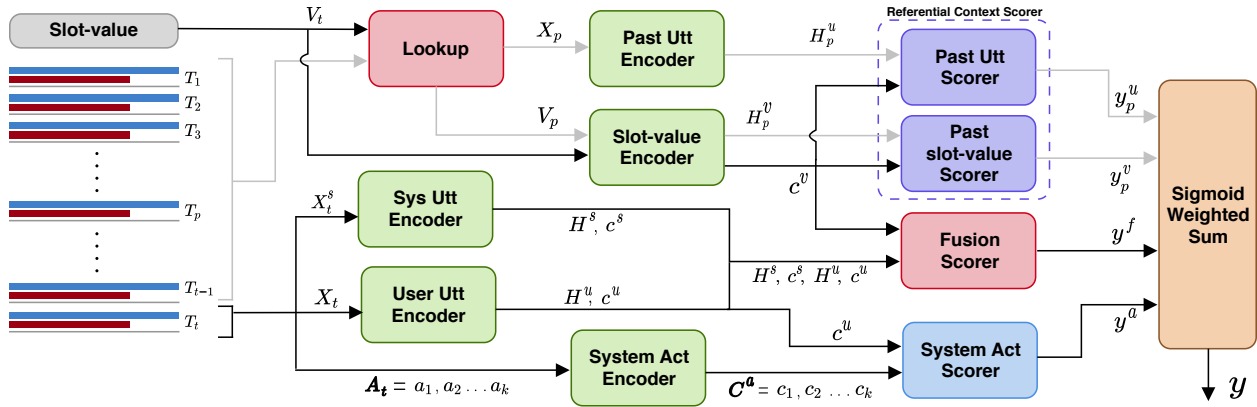 Slot-value
T_1
T_2
T_3
T_p
T_{t-1}
T_t
V_t
Lookup
X_p
V_p
Past Utt
Encoder
Slot-value
Encoder
H_p^u
H_p^v
c^v
Referential Context Scorer
Past Utt
Scorer
Past
slot-value
Scorer
y_p^u
y_p^v
X_t^s
Sys Utt
Encoder
H^s, c^s
X_t
User Utt
Encoder
H^u, c^u
H^s, c^s, H^u, c^u
Fusion
Scorer
y^f
A_t = a_1, a_2 ... a_k
System Act
Encoder
C^a = c_1, c_2 ... c_k
c^u
System Act
Scorer
y^a
Sigmoid
Weighted
Sum
y